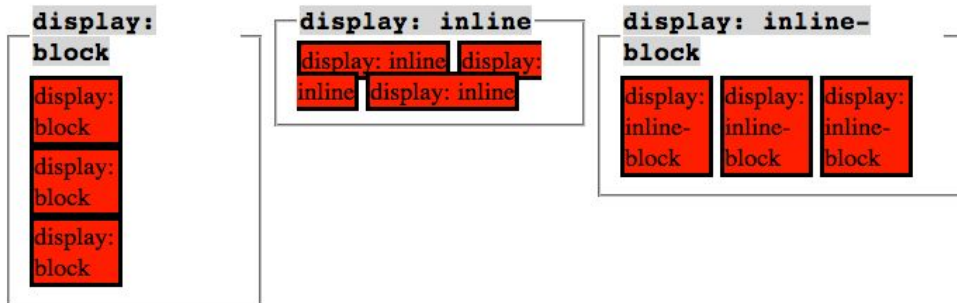 display:
block
display:
block
display:
block
display:
block
display: inline
display: inline display:
inline display: inline
display: inline-
block
display: display: display:
inline- inline- inline-
block block block